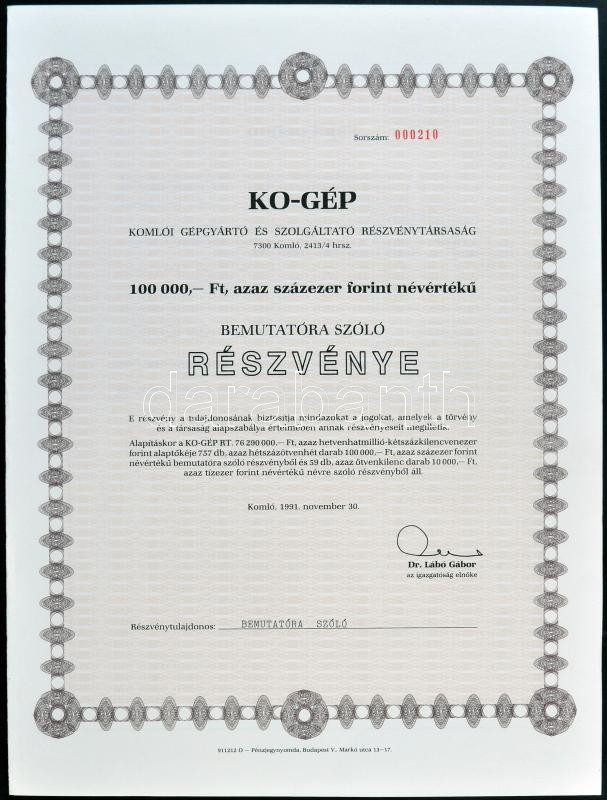 Sorszám: 000210
KO-GÉP
KOMLÓI GÉPGYÁRTÓ ÉS SZOLGÁLTATÓ RÉSZVÉNYTÁRSASÁG
7300 Komló, 2413/4 hrsz.
100 000,— Ft, azaz százezer forint névértékű
BEMUTATÓRA SZÓLÓ
RÉSZVÉNYE
darabanth
E részvény a tulajdonosának biztosítja mindazokat a jogokat, amelyek a törvény
és a társaság alapszabálya értelmében annak részvényeseit megilletik.
Alapításkor a KO-GÉP RT. 76 290 000,— Ft, azaz hetvenhatmillió-kétszázkilencvenezer
forint alaptőkéje 757 db, azaz hétszázötvenhét darab 100 000,— Ft, azaz százezer forint
névértékű bemutatóra szóló részvényből és 59 db, azaz ötvenkilenc darab 10 000,— Ft,
azaz tízezer forint névértékű névre szóló részvényből áll.
Komló, 1991. november 30.
Dr. Lábó Gábor
az igazgatóság elnöke
Részvénytulajdonos: BEMUTATÓRA SZÓLÓ
911212 O — Pénzjegynyomda, Budapest V., Markó utca 13—17.